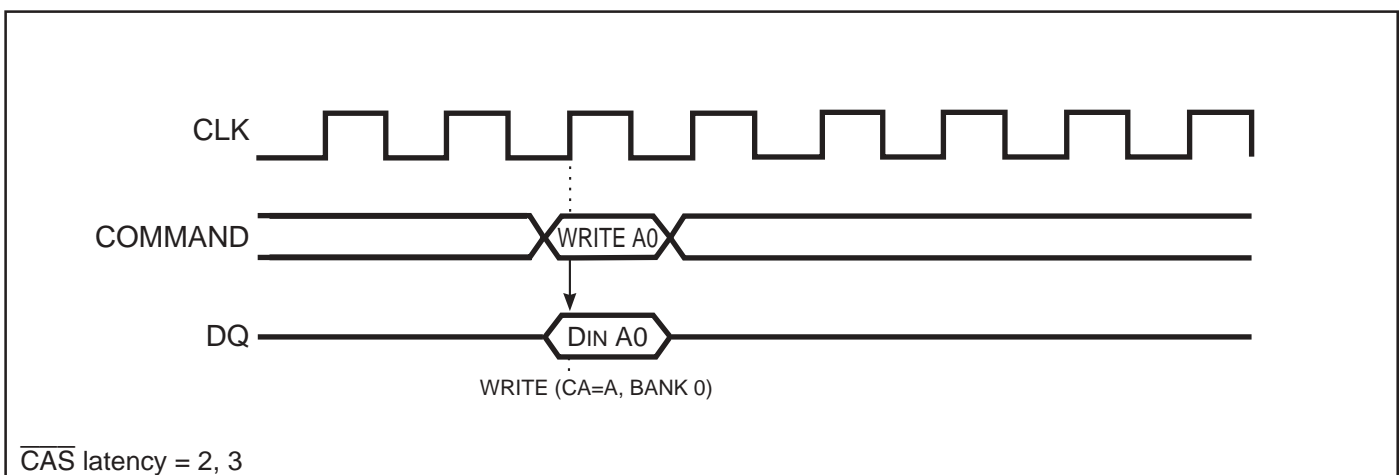 CLK
COMMAND
WRITE A0
DQ
DIN A0
WRITE (CA=A, BANK 0)
CAS latency = 2, 3